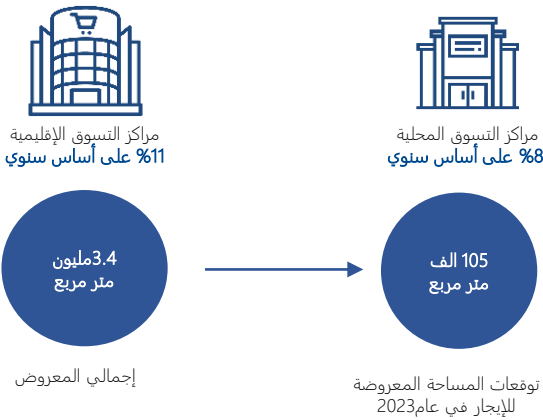 مراكز التسوق المحلية
8% على أساس سنوي
مراكز التسوق الإقليمية
11% على أساس سنوي
105 الف
متر مربع
3.4مليون
متر مربع
توقعات المساحة المعروضة
للإيجار في عام2023
إجمالي المعروض